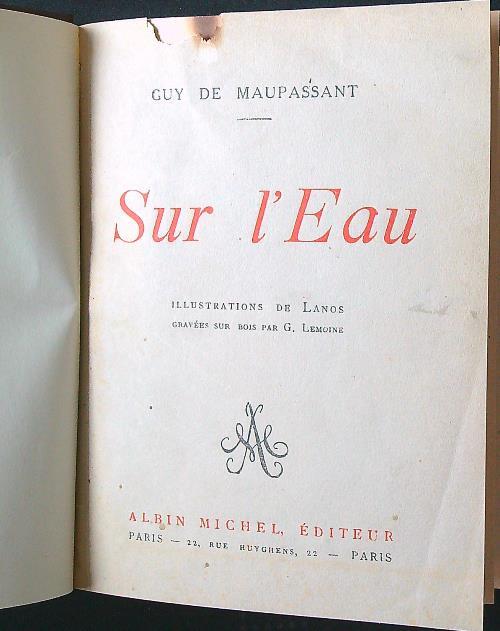 GUY DE MAUPASSANT
Sur l'Eau
ILLUSTRATIONS DE LANOS
GRAVÉES SUR BOIS PAR G. LEMOINE
AM
ALBIN MICHEL, ÉDITEUR
PARIS — 22, RUE HUYGHENS, 22 — PARIS